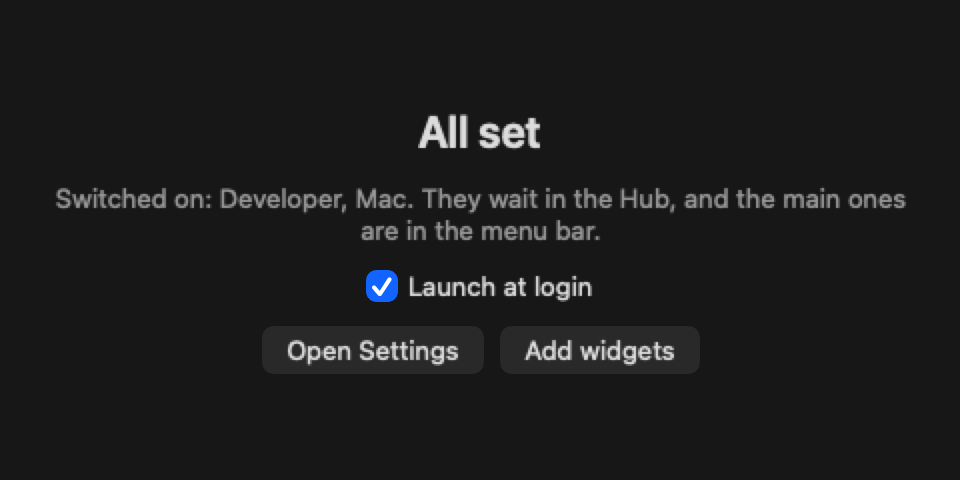 All set
Switched on: Developer, Mac. They wait in the Hub, and the main ones
are in the menu bar.
Launch at login
Open Settings
Add widgets